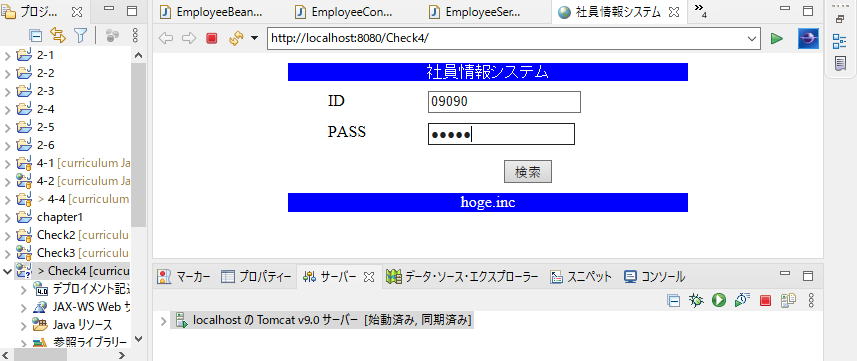 プロジ...
EmployeeBean...
EmployeeCon...
EmployeeSer...
社員情報システム
»4
http://localhost:8080/Check4/
2-1
2-2
2-3
2-4
2-5
2-6
4-1 [curriculum Ja
4-2 [curriculum Ja
> 4-4 [curriculum
chapter1
Check2 [curriculu
Check3 [curriculu
> Check4 [curricu
デプロイメント記述
JAX-WS Web サ
Java リソース
参照ライブラリー
社員情報システム
ID
09090
PASS
●●●●●
検索
hoge.inc
マーカー
プロパティー
サーバー
データ・ソース・エクスプローラー
スニペット
コンソール
localhost の Tomcat v9.0 サーバー [始動済み, 同期済み]